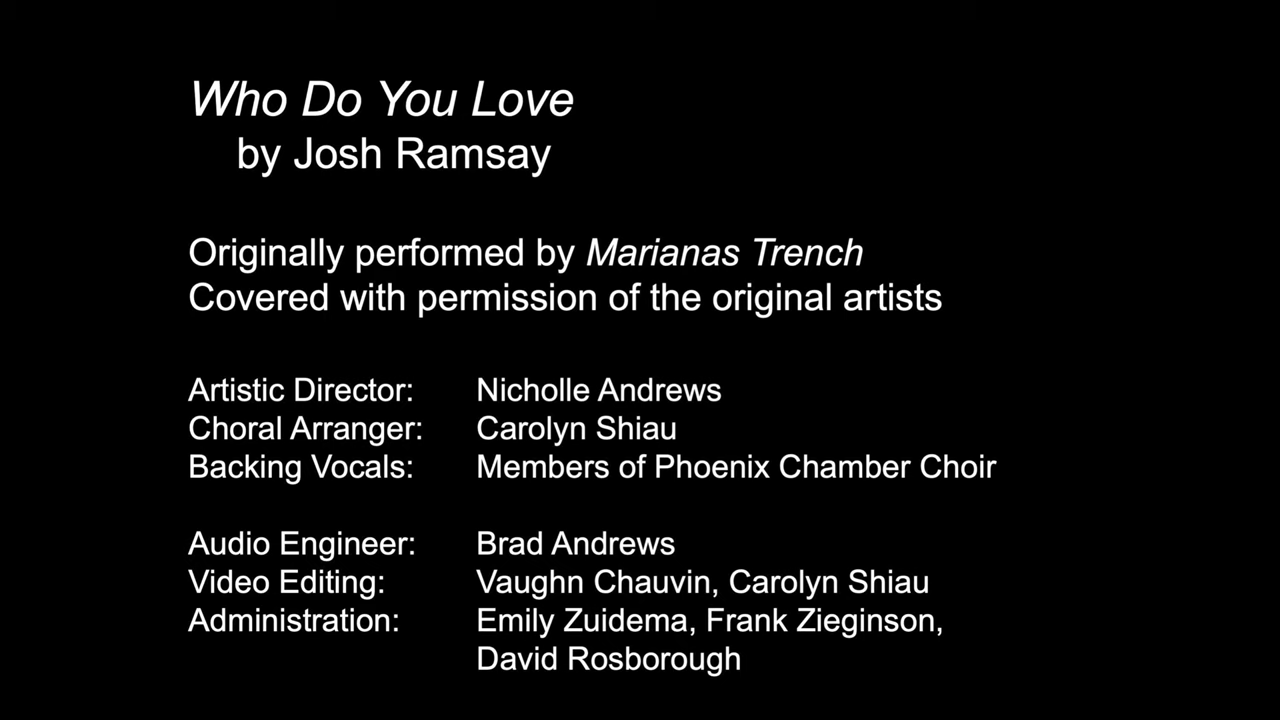 Who Do You Love
by Josh Ramsay
Originally performed by Marianas Trench
Covered with permission of the original artists
Artistic Director: Nicholle Andrews
Choral Arranger: Carolyn Shiau
Backing Vocals: Members of Phoenix Chamber Choir
Audio Engineer: Brad Andrews
Video Editing: Vaughn Chauvin, Carolyn Shiau
Administration: Emily Zuidema, Frank Zieginson,
David Rosborough